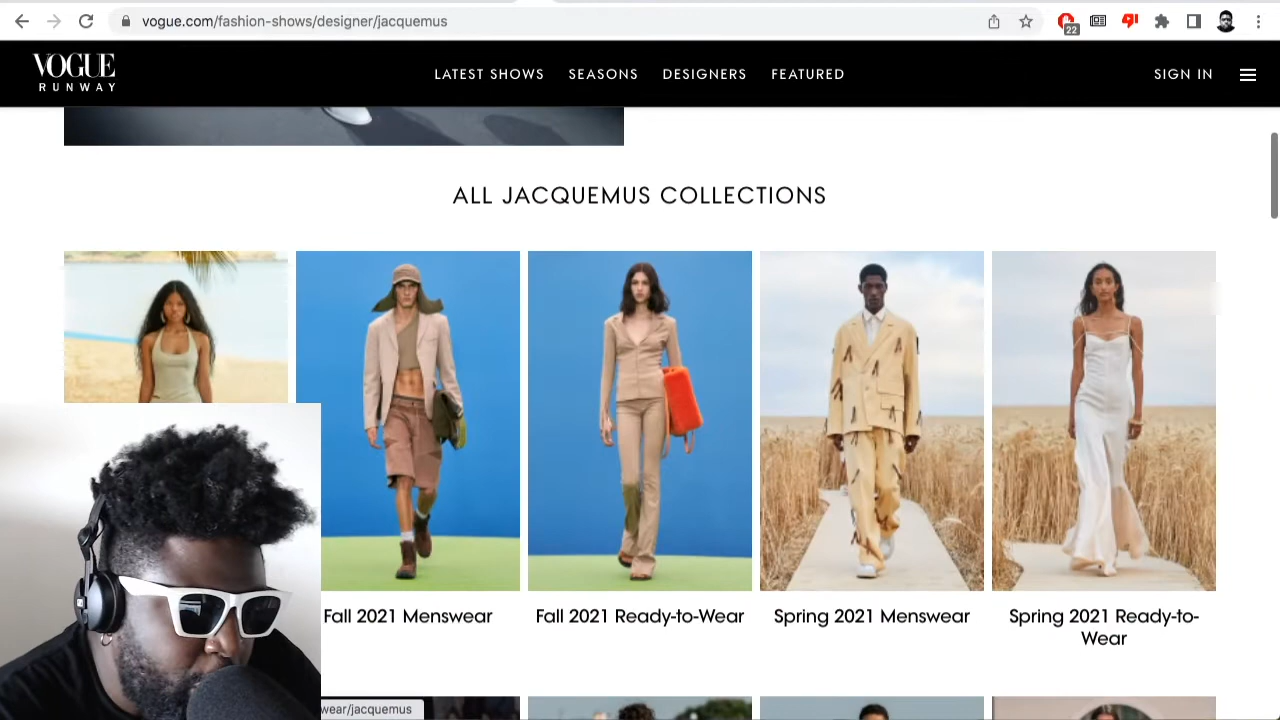 vogue.com/fashion-shows/designer/jacquemus
22
VOGUE
RUNWAY
LATEST SHOWS
SEASONS
DESIGNERS
FEATURED
SIGN IN
ALL JACQUEMUS COLLECTIONS
Fall 2021 Menswear
Fall 2021 Ready-to-Wear
Spring 2021 Menswear
Spring 2021 Ready-to-
Wear
wear/jacquemus